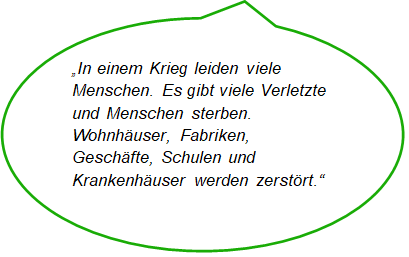 „In einem Krieg leiden viele
Menschen. Es gibt viele Verletzte
und Menschen sterben.
Wohnhäuser, Fabriken,
Geschäfte, Schulen und
Krankenhäuser werden zerstört.“